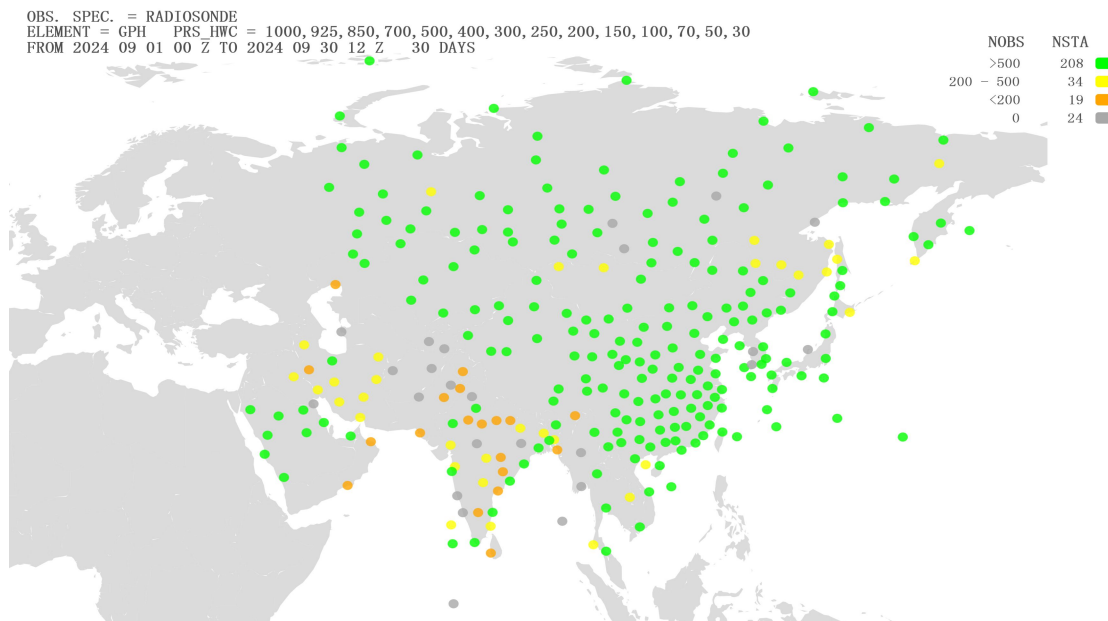 OBS. SPEC. = RADIOSONDE
ELEMENT = GPH PRS_HWC = 1000,925,850,700,500,400,300,250,200,150,100,70,50,30
FROM 2024 09 01 00 Z TO 2024 09 30 12 Z 30 DAYS
NOBS NSTA
>500 208
200 - 500 34
<200 19
0 24